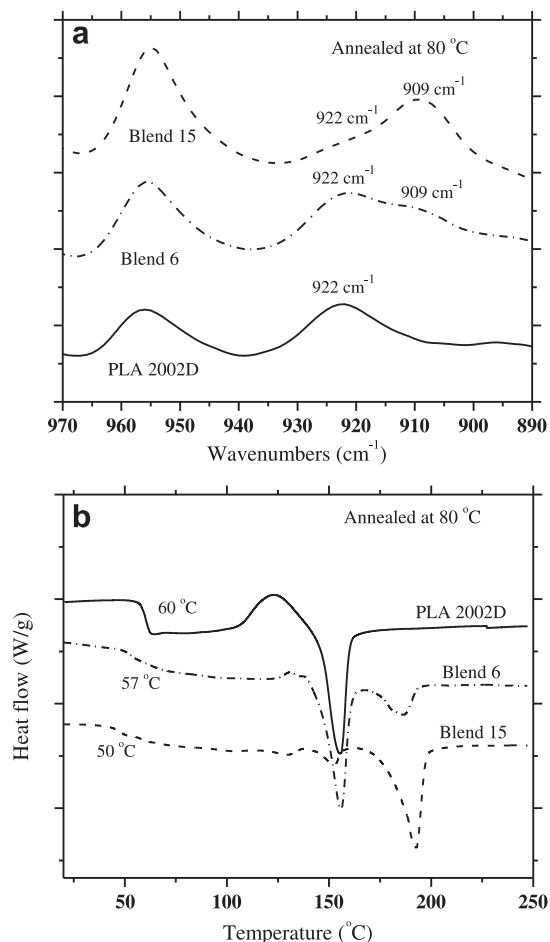 a
Annealed at 80 °C
909 cm⁻¹
922 cm⁻¹
Blend 15
922 cm⁻¹
909 cm⁻¹
Blend 6
922 cm⁻¹
PLA 2002D
970 960 950 940 930 920 910 900 890
Wavenumbers (cm⁻¹)
b
Annealed at 80 °C
60 °C
PLA 2002D
57 °C
Blend 6
50 °C
Blend 15
Heat flow (W/g)
50 100 150 200 250
Temperature (°C)